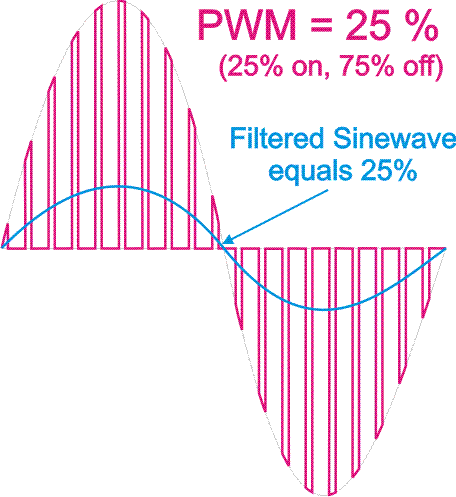 PWM = 25 %
(25% on, 75% off)
Filtered Sinewave
equals 25%